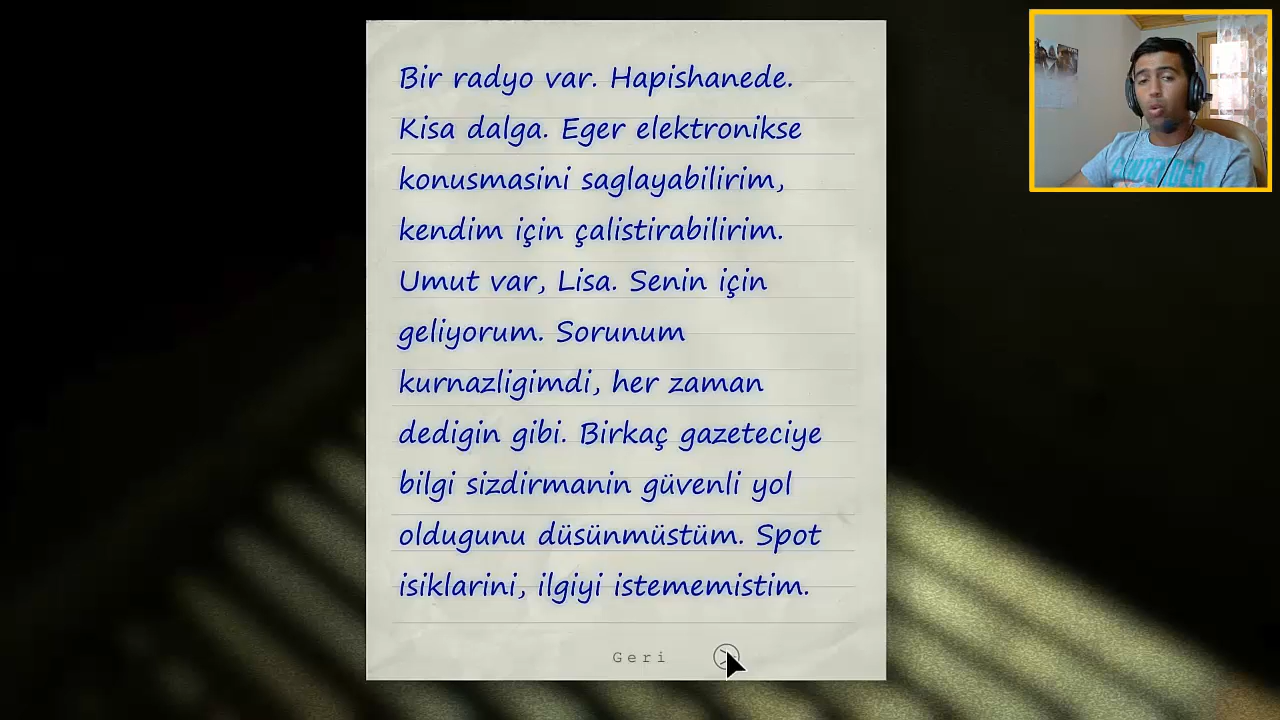 Bir radyo var. Hapishanede.
Kisa dalga. Eger elektronikse
konusmasini saglayabilirim,
kendim için çalistirabilirim.
Umut var, Lisa. Senin için
geliyorum. Sorunum
kurnazligimdi, her zaman
dedigin gibi. Birkaç gazeteciye
bilgi sizdirmanin güvenli yol
oldugunu düsünmüstüm. Spot
isiklarini, ilgiyi istememistim.
Geri